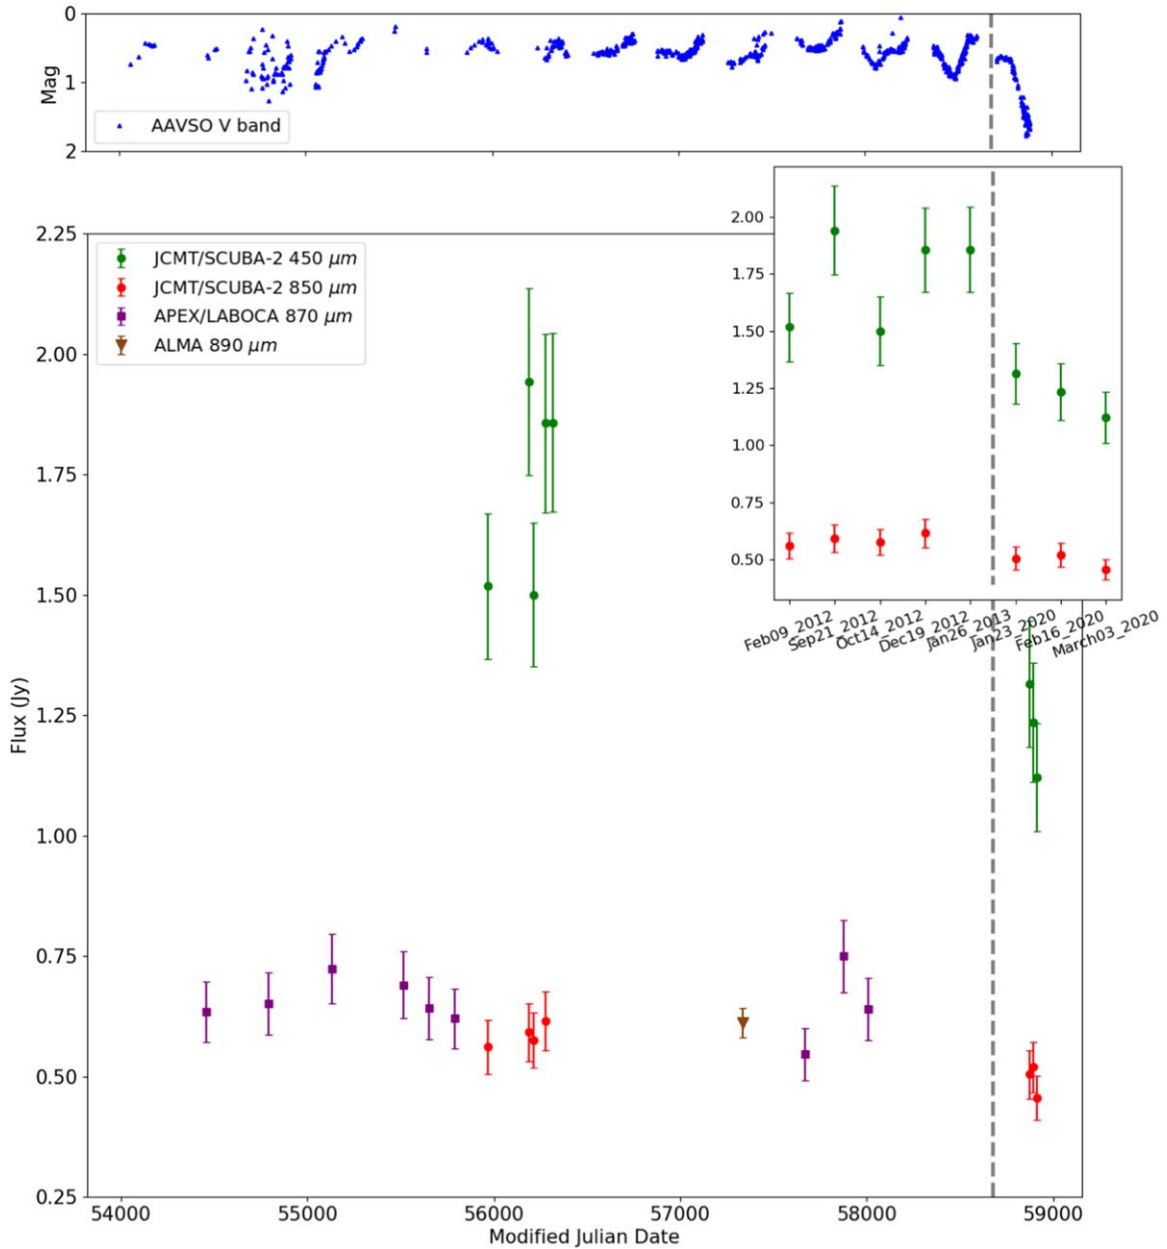 0
1
2
Mag
AAVSO V band
2.25
2.00
1.75
1.50
1.25
1.00
0.75
0.50
0.25
Flux (Jy)
JCMT/SCUBA-2 450 μm
JCMT/SCUBA-2 850 μm
APEX/LABOCA 870 μm
ALMA 890 μm
2.00
1.75
1.50
1.25
1.00
0.75
0.50
Feb09_2012
Sep21_2012
Oct14_2012
Dec19_2012
Jan26_2013
Jan23_2020
Feb16_2020
March03_2020
54000 55000 56000 57000 58000 59000
Modified Julian Date